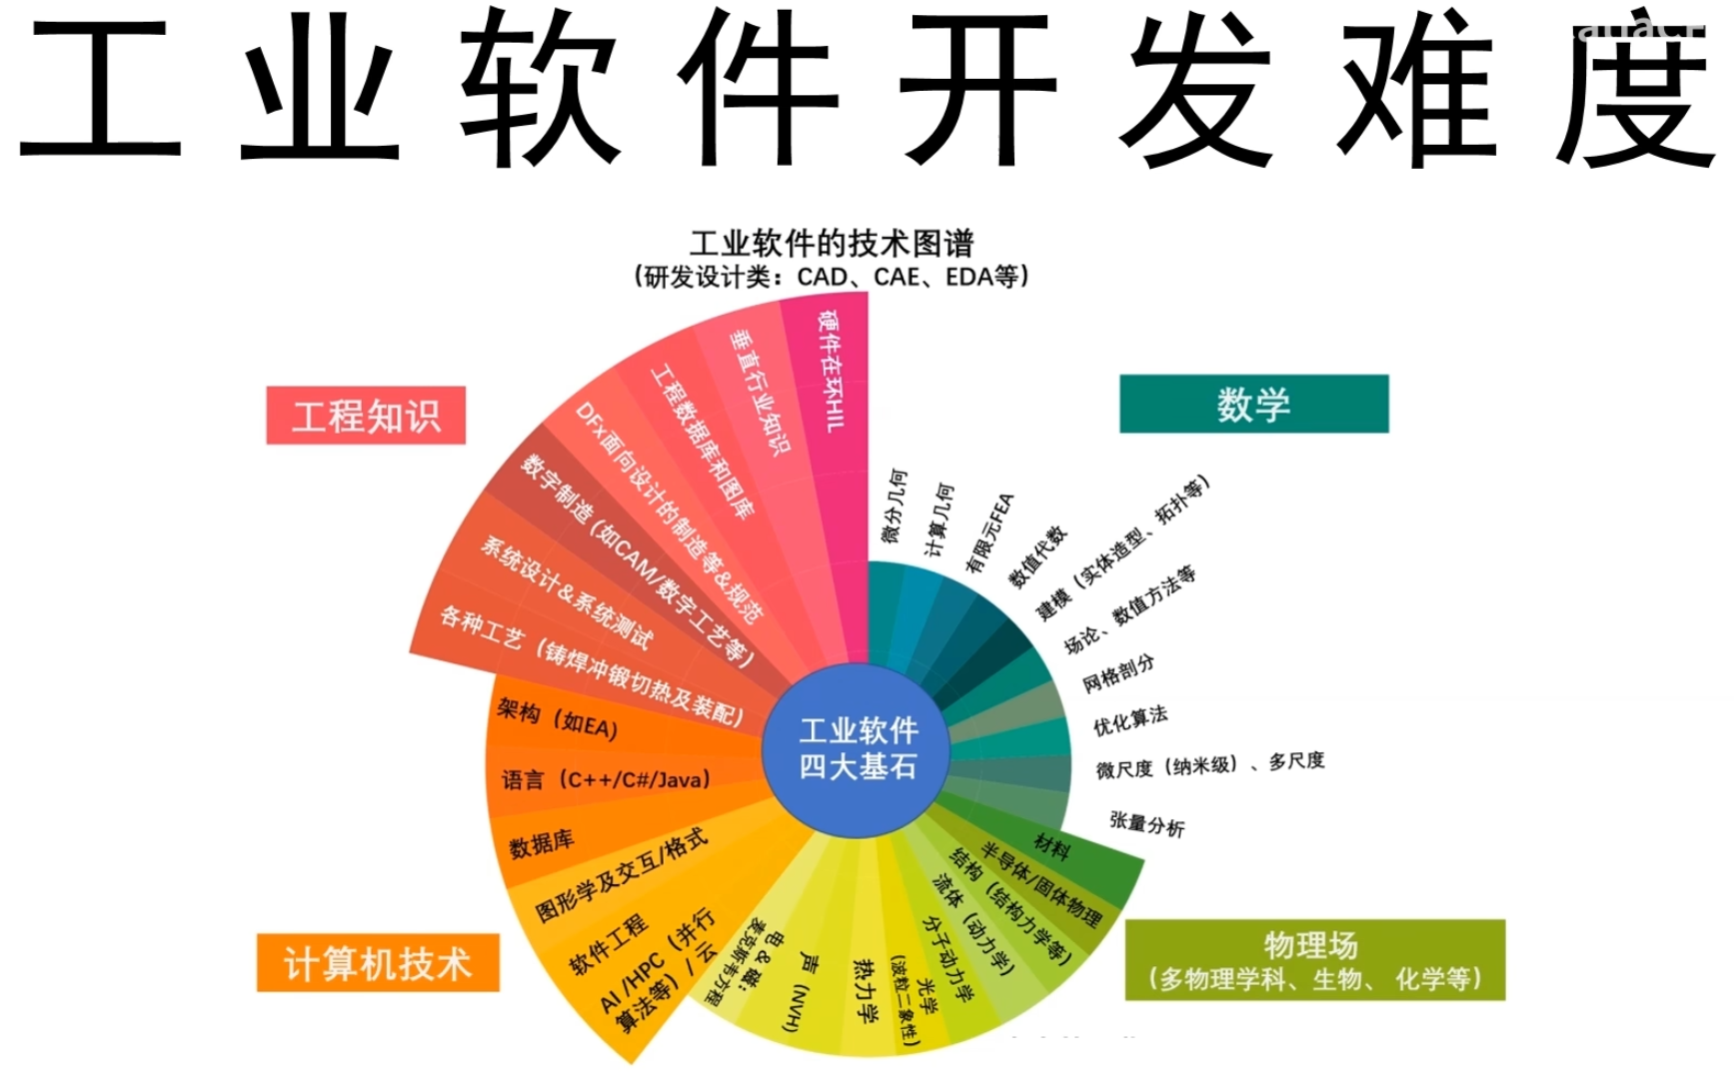 工业软件开发难度
工业软件的技术图谱
(研发设计类：CAD、CAE、EDA等)
工程知识
数学
硬件在环HIL
垂直行业知识
工程数据库和图库
DFx面向设计的制造等&规范
数字制造（如CAM/数字工艺等）
系统设计&系统测试
各种工艺（铸焊冲锻切热及装配）
微分几何
计算几何
有限元FEA
数值代数
建模（实体造型、拓扑等）
场论、数值方法等
网格剖分
优化算法
微尺度（纳米级）、多尺度
张量分析
工业软件
四大基石
架构（如EA）
语言（C++/C#/Java）
数据库
图形学及交互/格式
软件工程
AI /HPC（并行
算法等）/ 云
材料
半导体/固体物理
结构（结构力学等）
流体（动力学）
分子动力学
光学
(波粒二象性)
热力学
声（NVH）
电&磁：
麦克斯韦方程
计算机技术
物理场
（多物理学科、生物、 化学等）